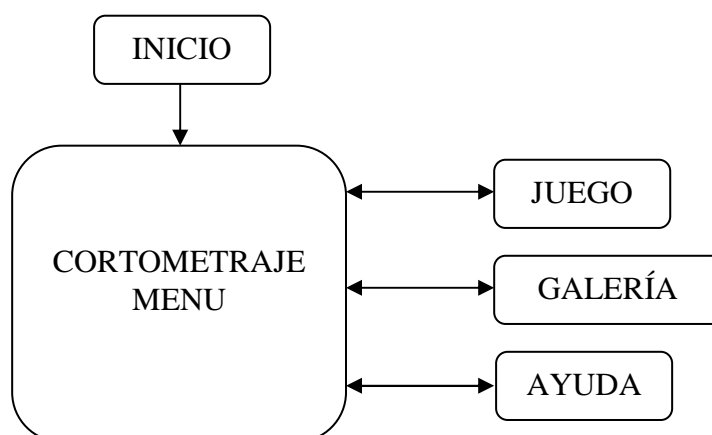 INICIO
JUEGO
CORTOMETRAJE
MENU
GALERÍA
AYUDA